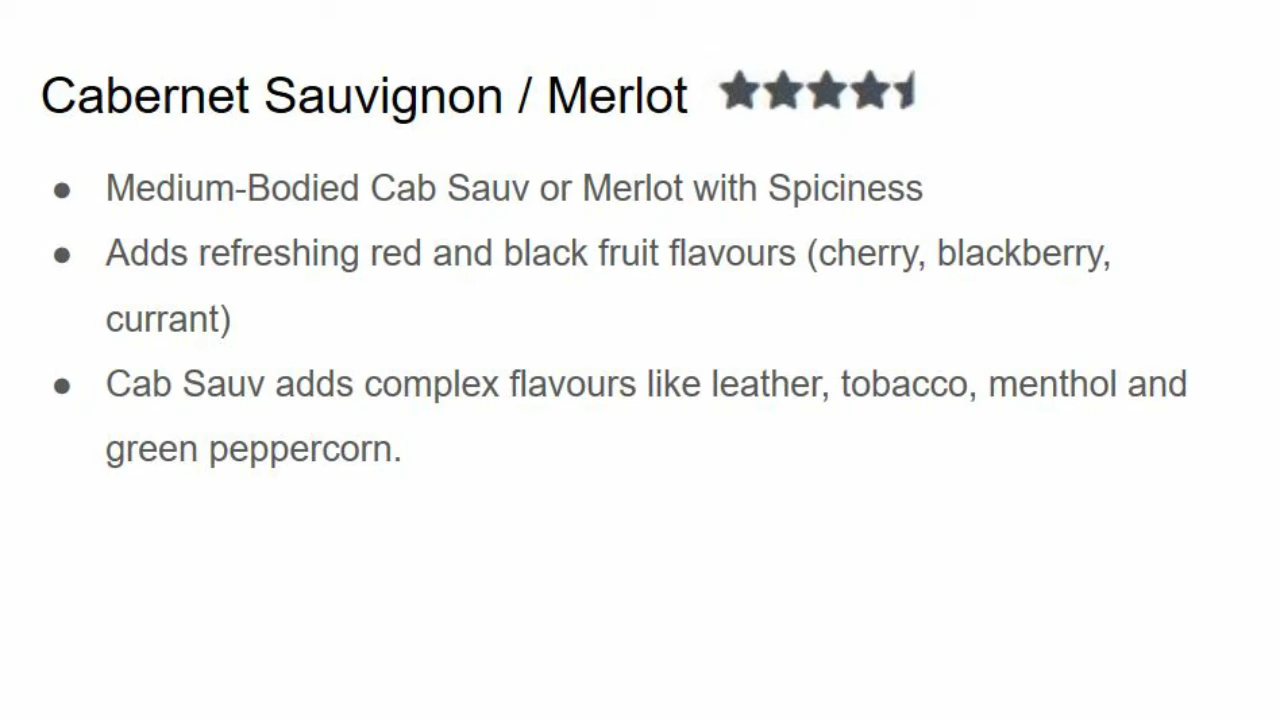 Cabernet Sauvignon / Merlot
● Medium-Bodied Cab Sauv or Merlot with Spiciness
● Adds refreshing red and black fruit flavours (cherry, blackberry,
currant)
● Cab Sauv adds complex flavours like leather, tobacco, menthol and
green peppercorn.